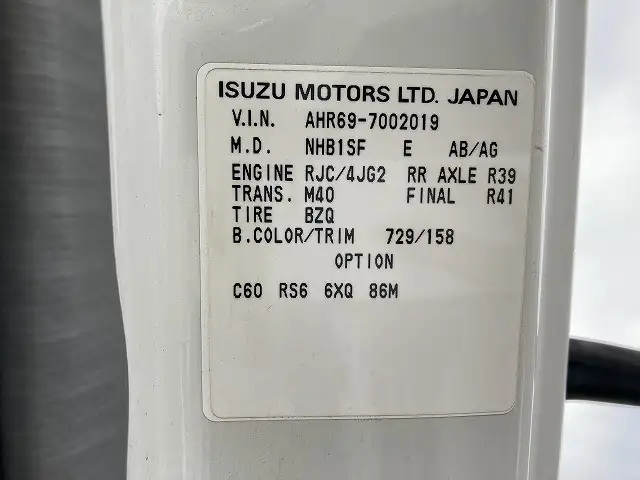 ISUZU MOTORS LTD. JAPAN
V.I.N. AHR69-7002019
M.D. NHB1SF E AB/AG
ENGINE RJC/4JG2 RR AXLE R39
TRANS. M40 FINAL R41
TIRE BZQ
B.COLOR/TRIM 729/158
OPTION
C60 RS6 6XQ 86M